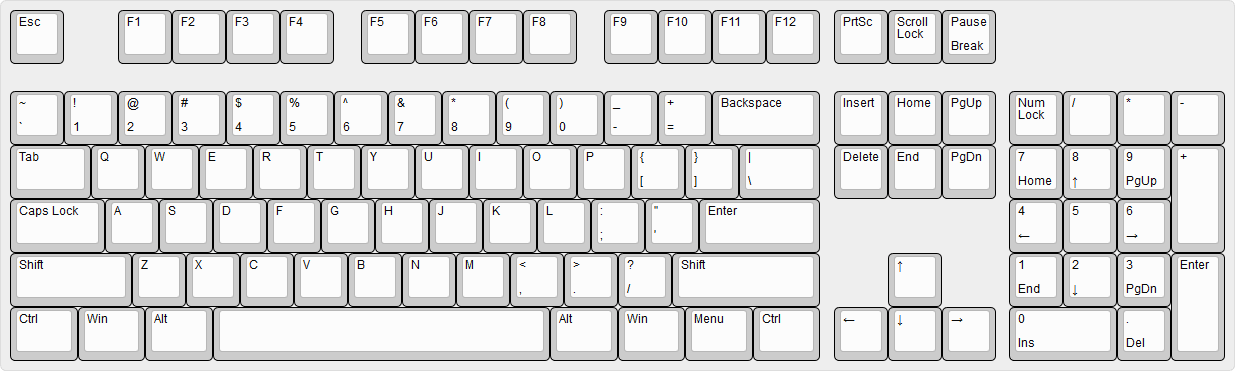 Esc F1 F2 F3 F4 F5 F6 F7 F8 F9 F10 F11 F12 PrtSc Scroll Pause
Lock
Break
~ ! @ # $ % ^ & * ( ) _ + Backspace Insert Home PgUp Num / * -
Lock
` 1 2 3 4 5 6 7 8 9 0 - =
Tab Q W E R T Y U I O P { } | Delete End PgDn 7 8 9 +
[ ] \ Home ↑ PgUp
Caps Lock A S D F G H J K L : " Enter 4 5 6
; ' ← →
Shift Z X C V B N M < > ? Shift ↑ 1 2 3 Enter
, . / End ↓ PgDn
Ctrl Win Alt Alt Win Menu Ctrl ← ↓ → 0 .
Ins Del